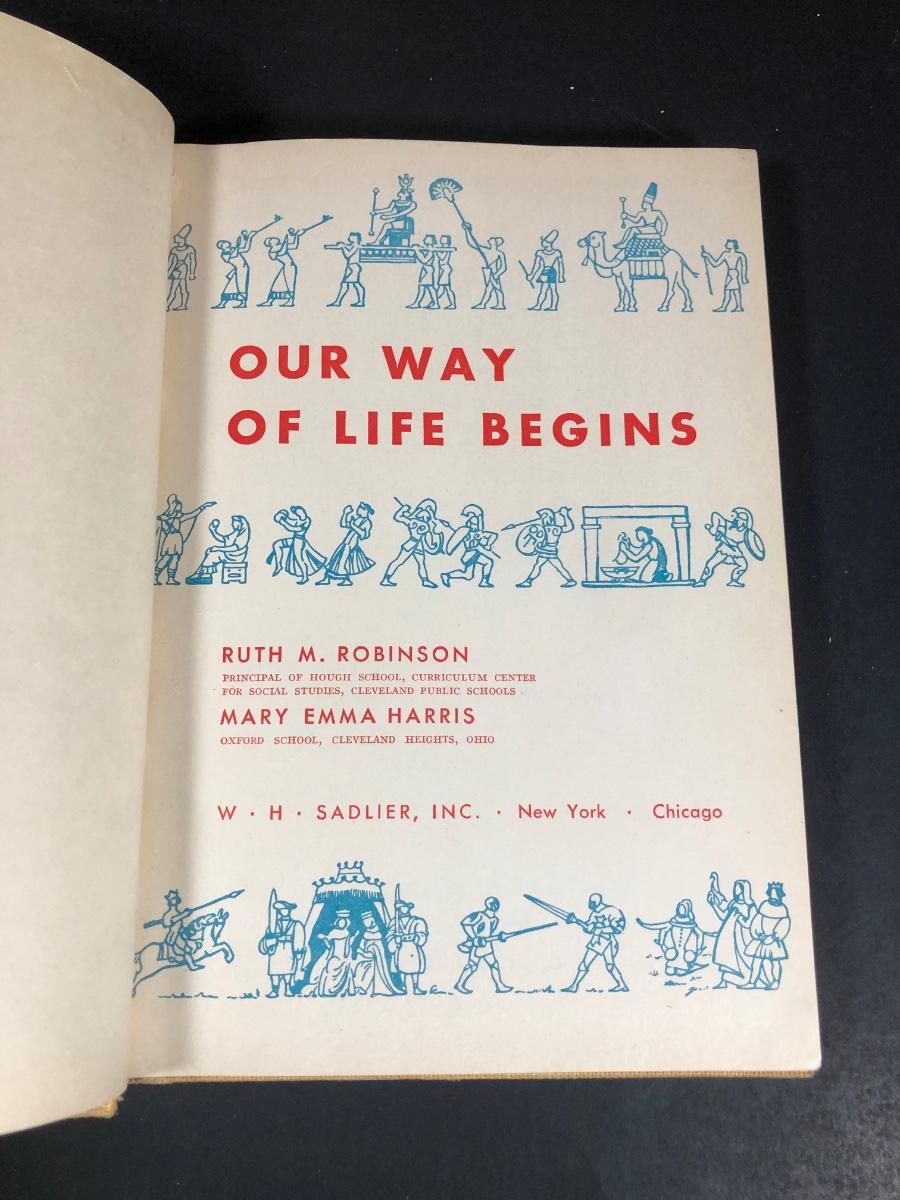 OUR WAY
OF LIFE BEGINS
RUTH M. ROBINSON
PRINCIPAL OF HOUGH SCHOOL, CURRICULUM CENTER
FOR SOCIAL STUDIES, CLEVELAND PUBLIC SCHOOLS
MARY EMMA HARRIS
OXFORD SCHOOL, CLEVELAND HEIGHTS, OHIO
W · H · SADLIER, INC. · New York · Chicago